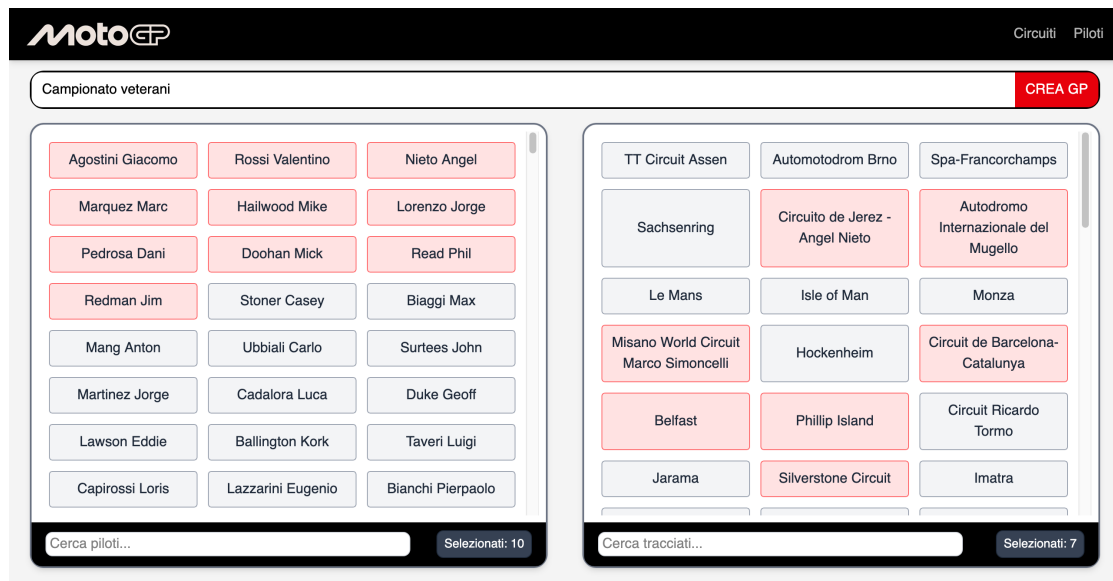 MotoGP
Circuiti Piloti
Campionato veterani
CREA GP
Agostini Giacomo
Rossi Valentino
Nieto Angel
Marquez Marc
Hailwood Mike
Lorenzo Jorge
Pedrosa Dani
Doohan Mick
Read Phil
Redman Jim
Stoner Casey
Biaggi Max
Mang Anton
Ubbiali Carlo
Surtees John
Martinez Jorge
Cadalora Luca
Duke Geoff
Lawson Eddie
Ballington Kork
Taveri Luigi
Capirossi Loris
Lazzarini Eugenio
Bianchi Pierpaolo
Cerca piloti...
Selezionati: 10
TT Circuit Assen
Automotodrom Brno
Spa-Francorchamps
Sachsenring
Circuito de Jerez -
Angel Nieto
Autodromo
Internazionale del
Mugello
Le Mans
Isle of Man
Monza
Misano World Circuit
Marco Simoncelli
Hockenheim
Circuit de Barcelona-
Catalunya
Belfast
Phillip Island
Circuit Ricardo
Tormo
Jarama
Silverstone Circuit
Imatra
Cerca tracciati...
Selezionati: 7